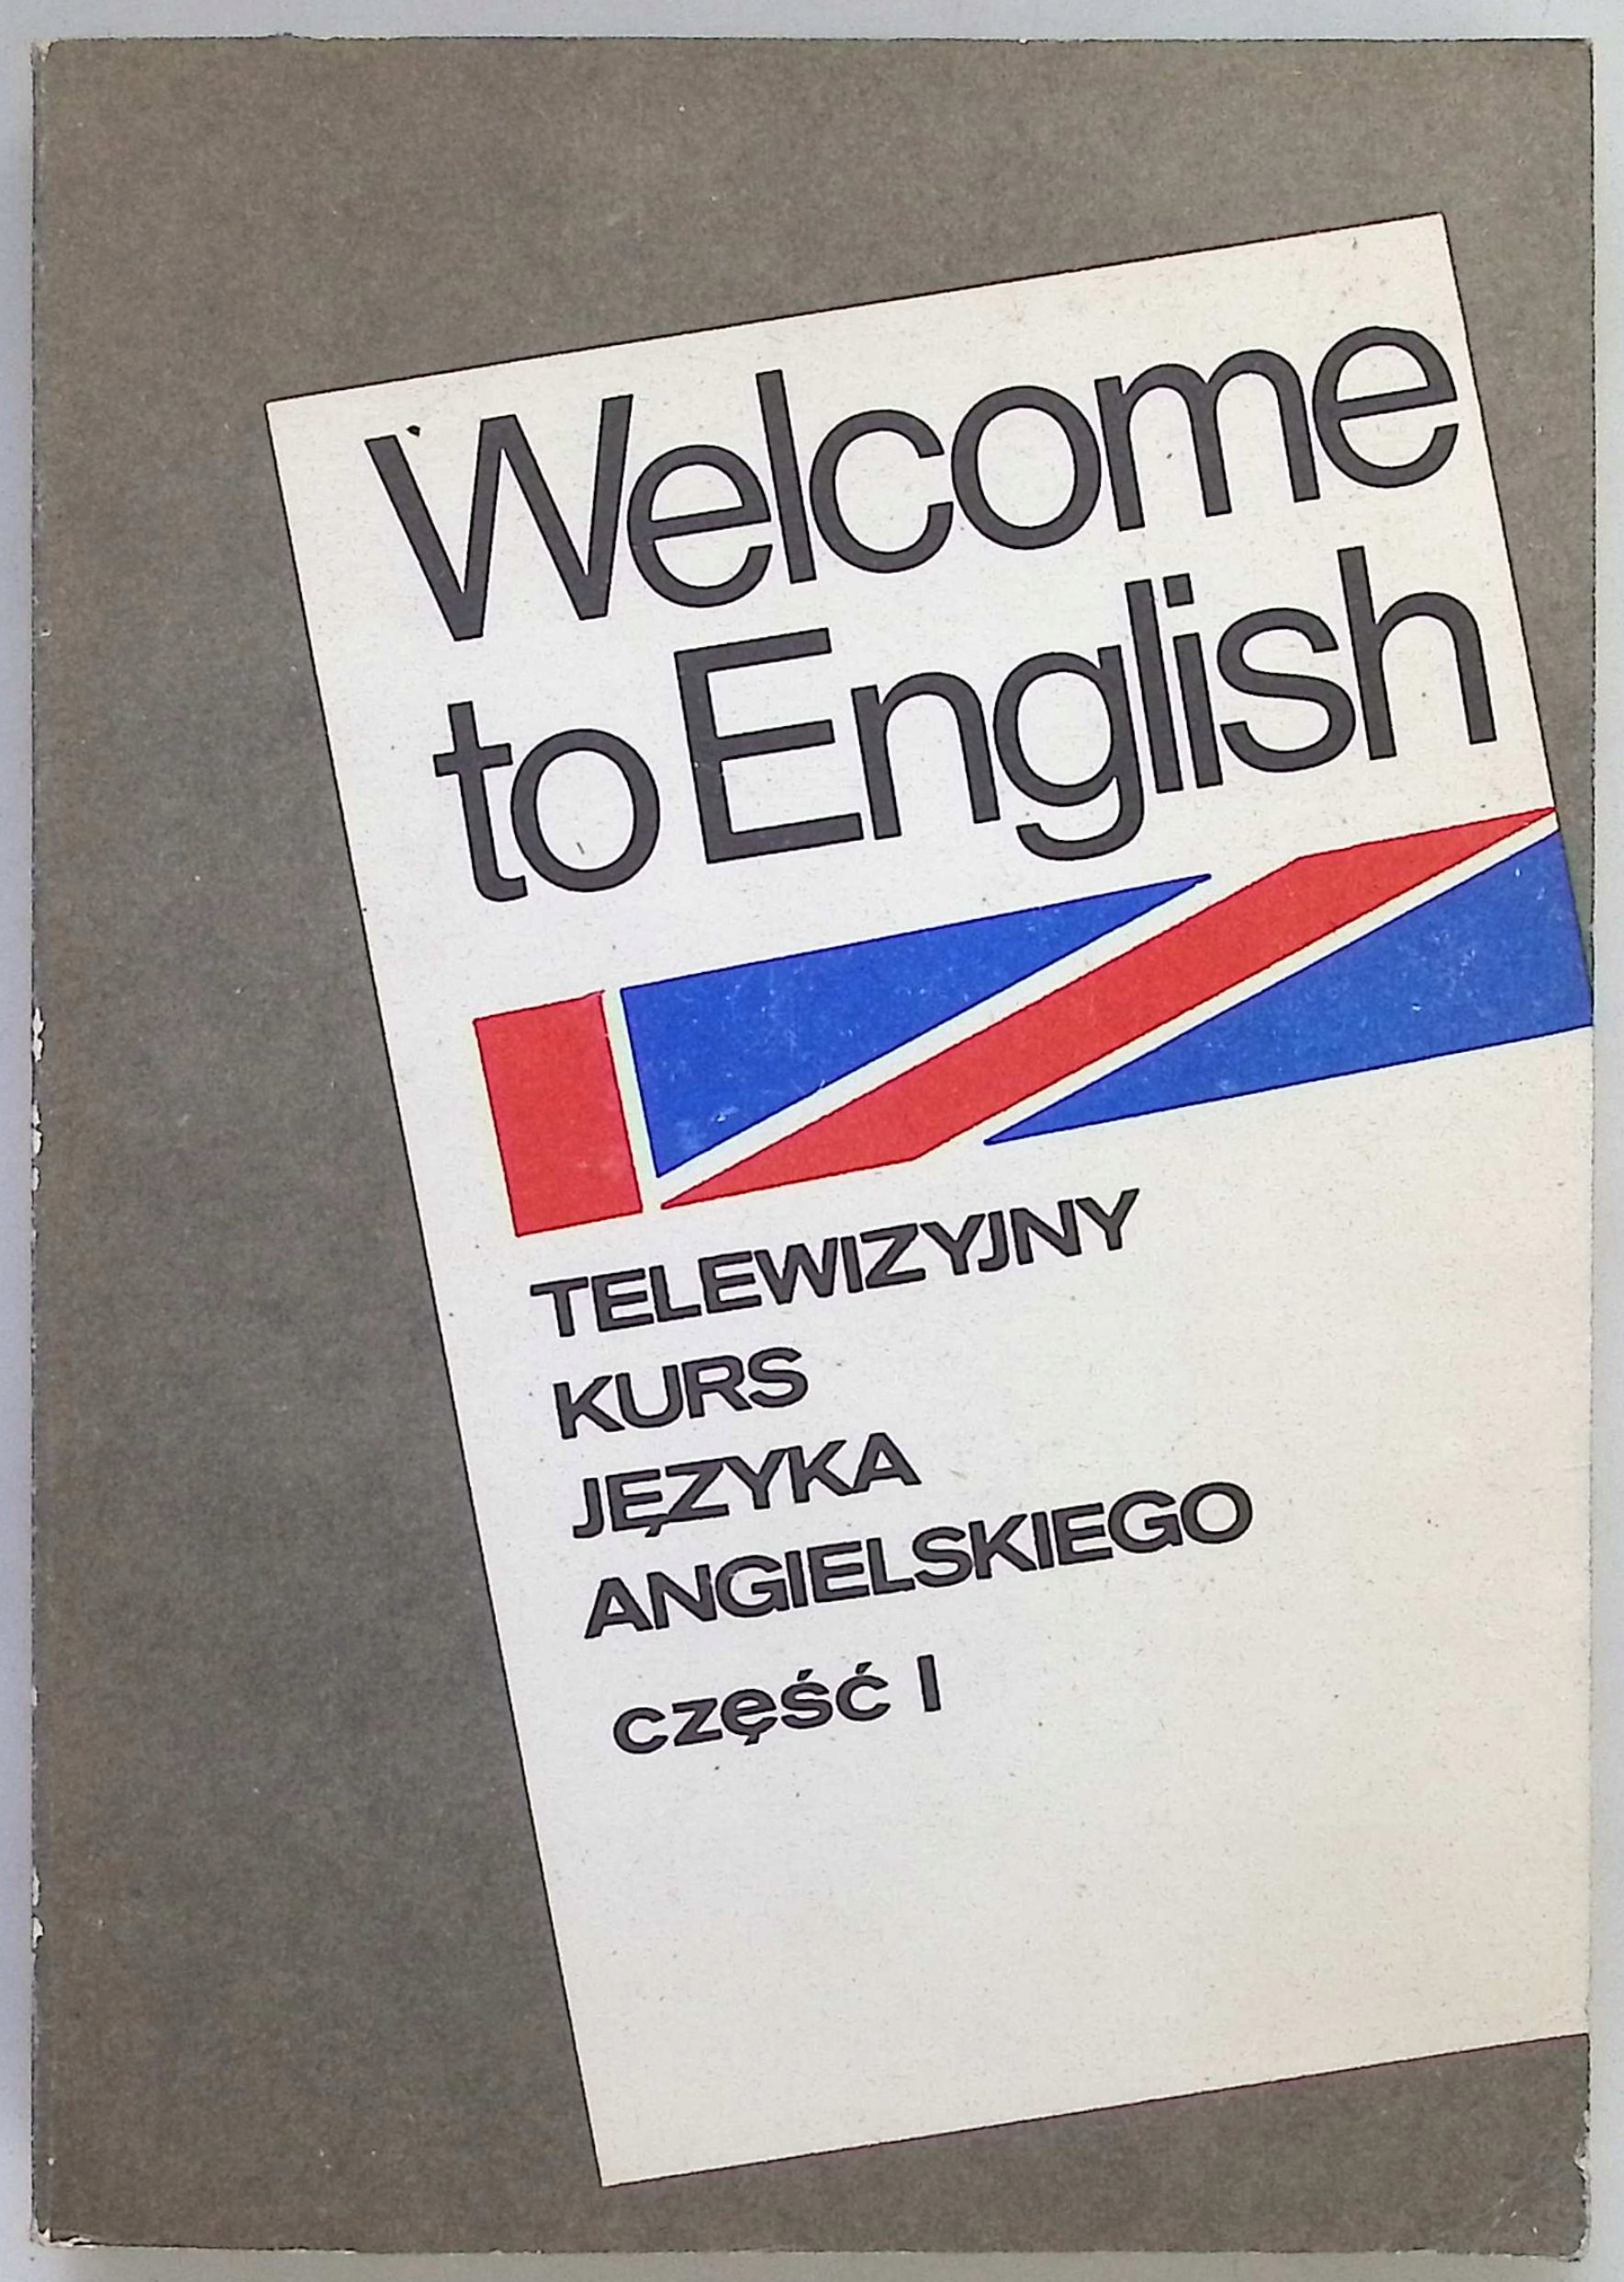 Welcome
to English
TELEWIZYJNY
KURS
JĘZYKA
ANGIELSKIEGO
część I